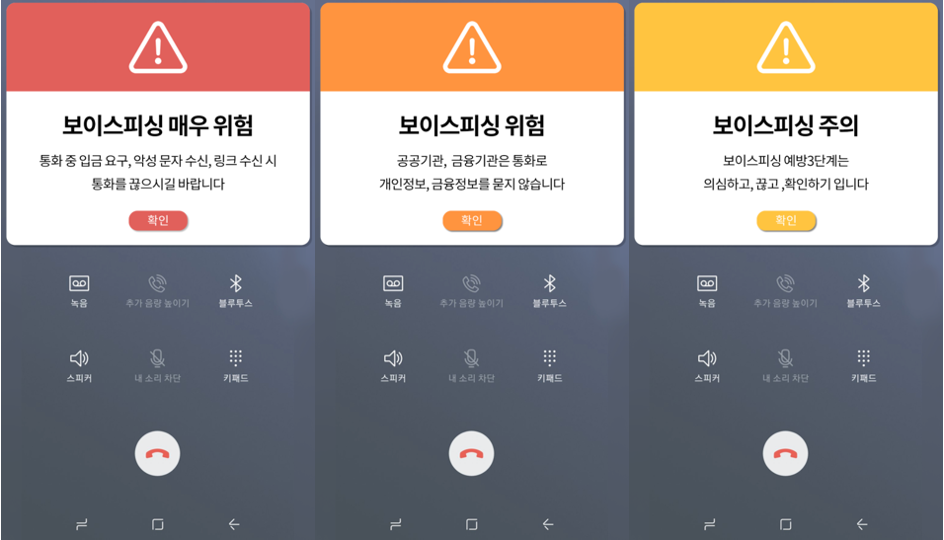 보이스피싱 매우 위험
통화 중 입금 요구, 악성 문자 수신, 링크 수신 시
통화를 끊으시길 바랍니다
확인
녹음 추가 음량 높이기 블루투스
스피커 내 소리 차단 키패드
보이스피싱 위험
공공기관, 금융기관은 통화로
개인정보, 금융정보를 묻지 않습니다
확인
녹음 추가 음량 높이기 블루투스
스피커 내 소리 차단 키패드
보이스피싱 주의
보이스피싱 예방3단계는
의심하고, 끊고 ,확인하기 입니다
확인
녹음 추가 음량 높이기 블루투스
스피커 내 소리 차단 키패드